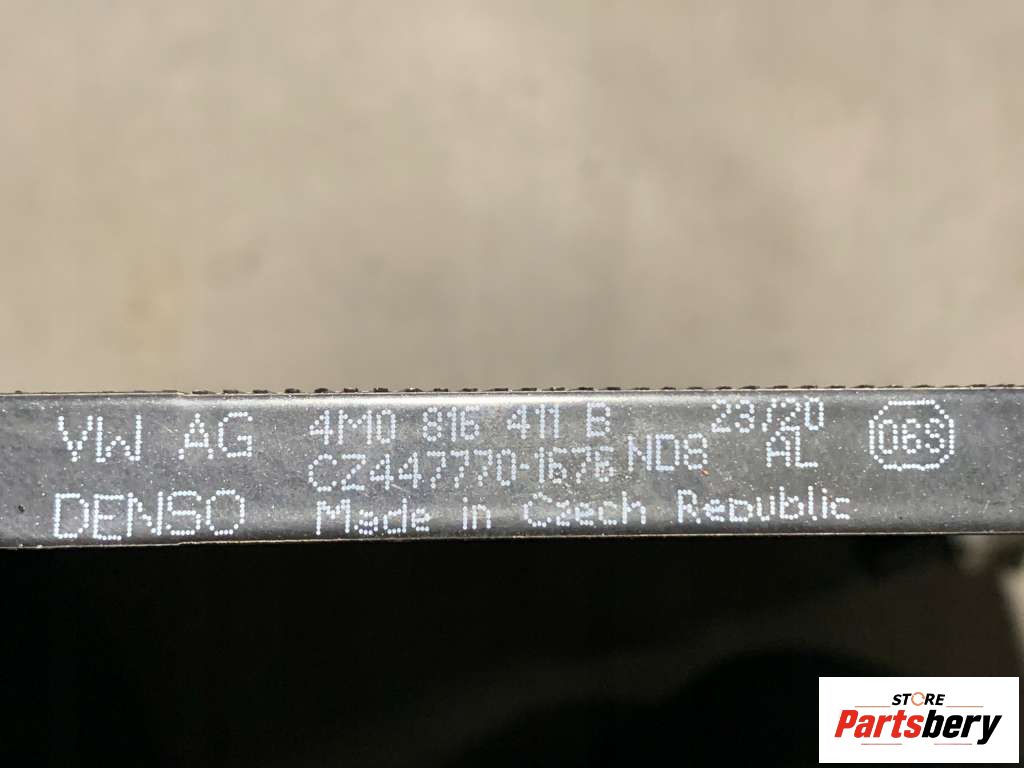 VW AG 4M0 816 411 B 23/20
CZ447770-1676 ND8 AL 063
DENSO Made in Czech Republic
STORE
Partsbery